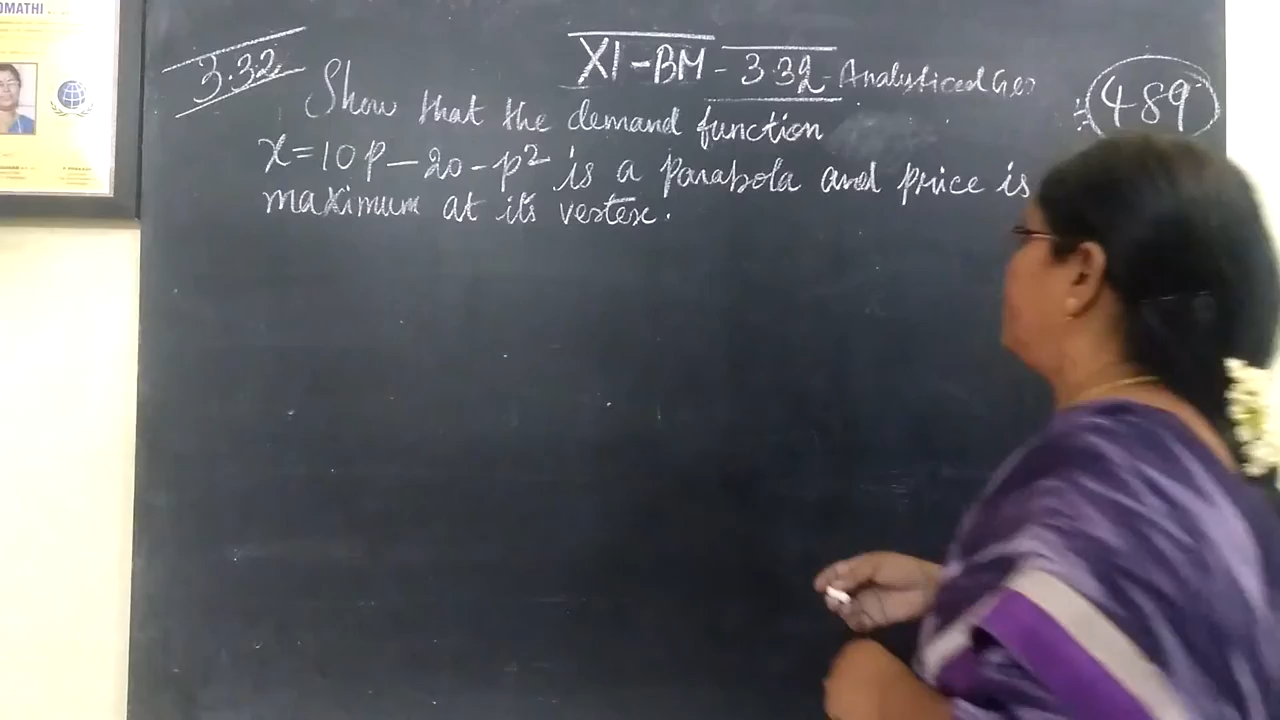 OMATHI
3.32
XI-BM-3.32-Analytical Geo
489
Show that the demand function
x=10p-20-p² is a parabola and price is
maximum at its vertex.